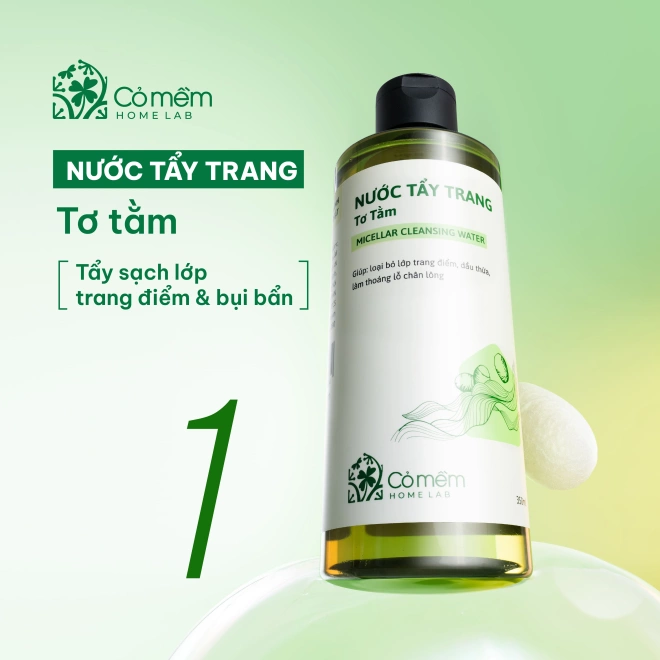 Cỏ mềm
HOME LAB
NƯỚC TẨY TRANG
Tơ tằm
Tẩy sạch lớp
trang điểm & bụi bẩn
1
NƯỚC TẨY TRANG
Tơ Tằm
MICELLAR CLEANSING WATER
Giúp: loại bỏ lớp trang điểm, dầu thừa,
làm thoáng lỗ chân lông
Cỏ mềm
HOME LAB